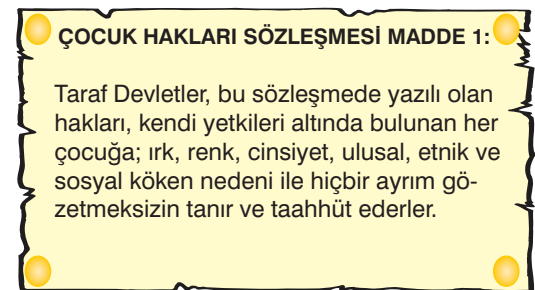 ÇOCUK HAKLARI SÖZLEŞMESİ MADDE 1:
Taraf Devletler, bu sözleşmede yazılı olan
hakları, kendi yetkileri altında bulunan her
çocuğa; ırk, renk, cinsiyet, ulusal, etnik ve
sosyal köken nedeni ile hiçbir ayrım gö-
zetmeksizin tanır ve taahhüt ederler.